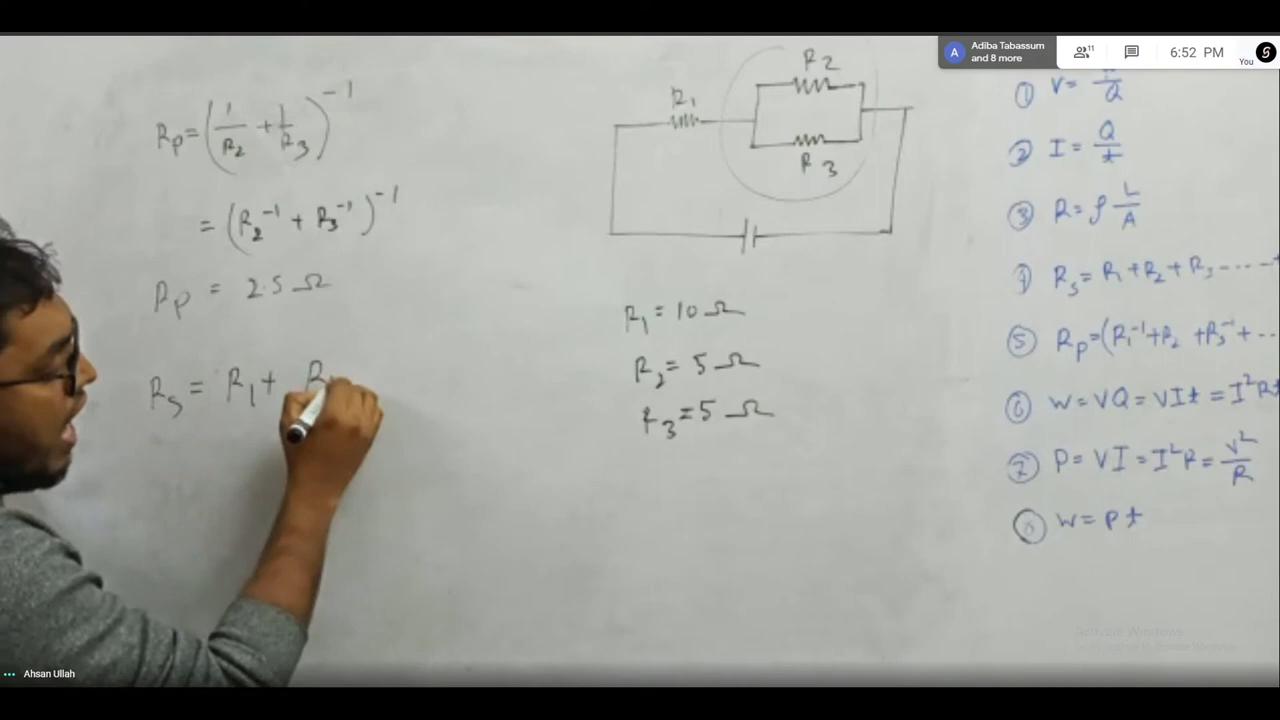 Adiba Tabassum
and 8 more
11
6:52 PM
You
A
Rp = (1/R2 + 1/R3)⁻¹
= (R2⁻¹ + R3⁻¹)⁻¹
Rp = 2.5 Ω
Rs = R1 +
R1
R2
R3
R1 = 10 Ω
R2 = 5 Ω
R3 = 5 Ω
① V = /Q
② I = Q/t
③ R = ρ L/A
④ Rs = R1 + R2 + R3 ......+
⑤ Rp = (R1⁻¹ + R2 + R3⁻¹ + ...
⑥ W = VQ = VIt = I²Rt
⑦ P = VI = I²R = V²/R
⑧ W = Pt
Activate Windows
Ahsan Ullah